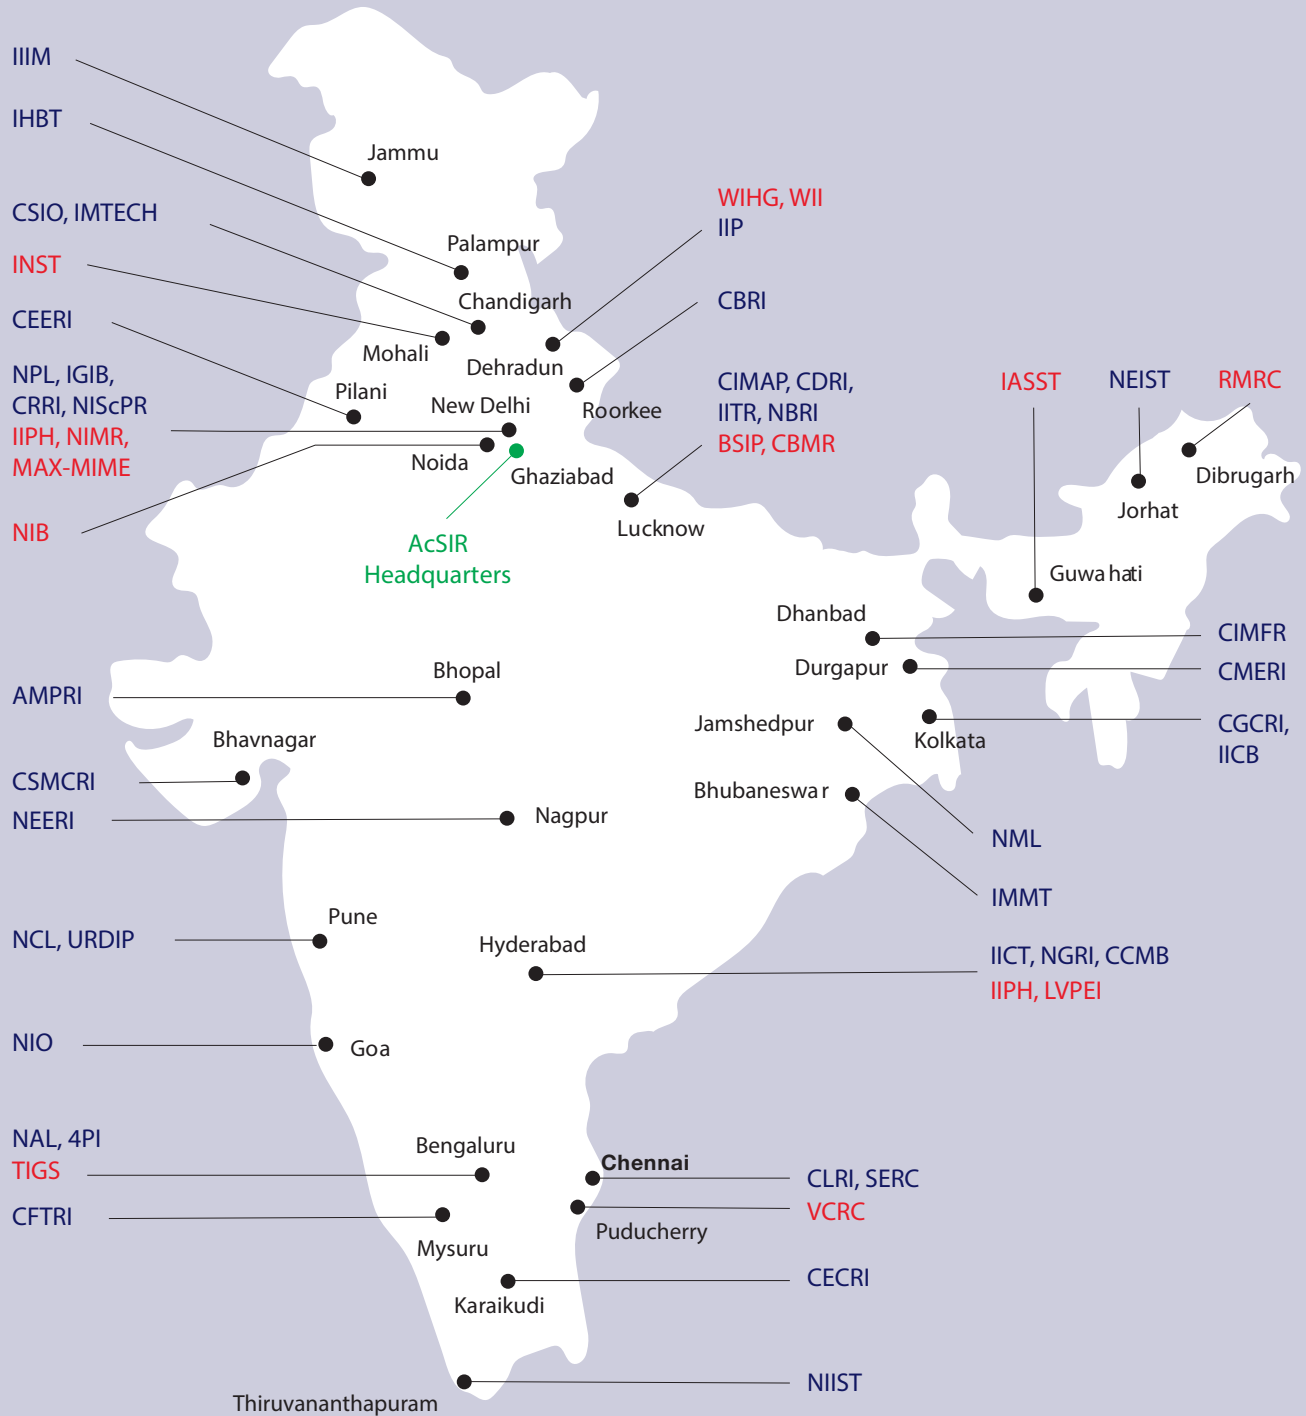 IIIM
IHBT
Jammu
CSIO, IMTECH
WIHG, WII
IIP
Palampur
INST
Chandigarh
CBRI
CEERI
Mohali
Dehradun
NPL, IGIB,
CRRI, NIScPR
IIPH, NIMR,
MAX-MIME
Pilani
New Delhi
Roorkee
CIMAP, CDRI,
IITR, NBRI
BSIP, CBMR
IASST
NEIST
RMRC
Noida
Ghaziabad
Dibrugarh
Jorhat
NIB
Lucknow
AcSIR
Headquarters
Guwahati
Dhanbad
CIMFR
Durgapur
CMERI
AMPRI
Bhopal
Jamshedpur
Kolkata
CGCRI,
IICB
Bhavnagar
CSMCRI
Bhubaneswar
NEERI
Nagpur
NML
IMMT
NCL, URDIP
Pune
Hyderabad
IICT, NGRI, CCMB
IIPH, LVPEI
NIO
Goa
NAL, 4PI
TIGS
Bengaluru
Chennai
CLRI, SERC
VCRC
CFTRI
Puducherry
Mysuru
CECRI
Karaikudi
NIIST
Thiruvananthapuram